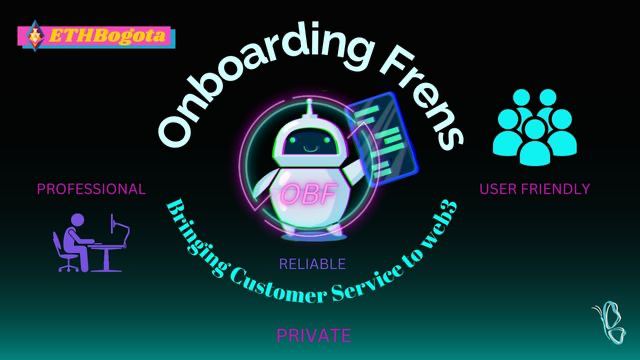 ETHBogota
Onboarding Frens
OBF
PROFESSIONAL
USER FRIENDLY
RELIABLE
Bringing Customer Service to web3
PRIVATE